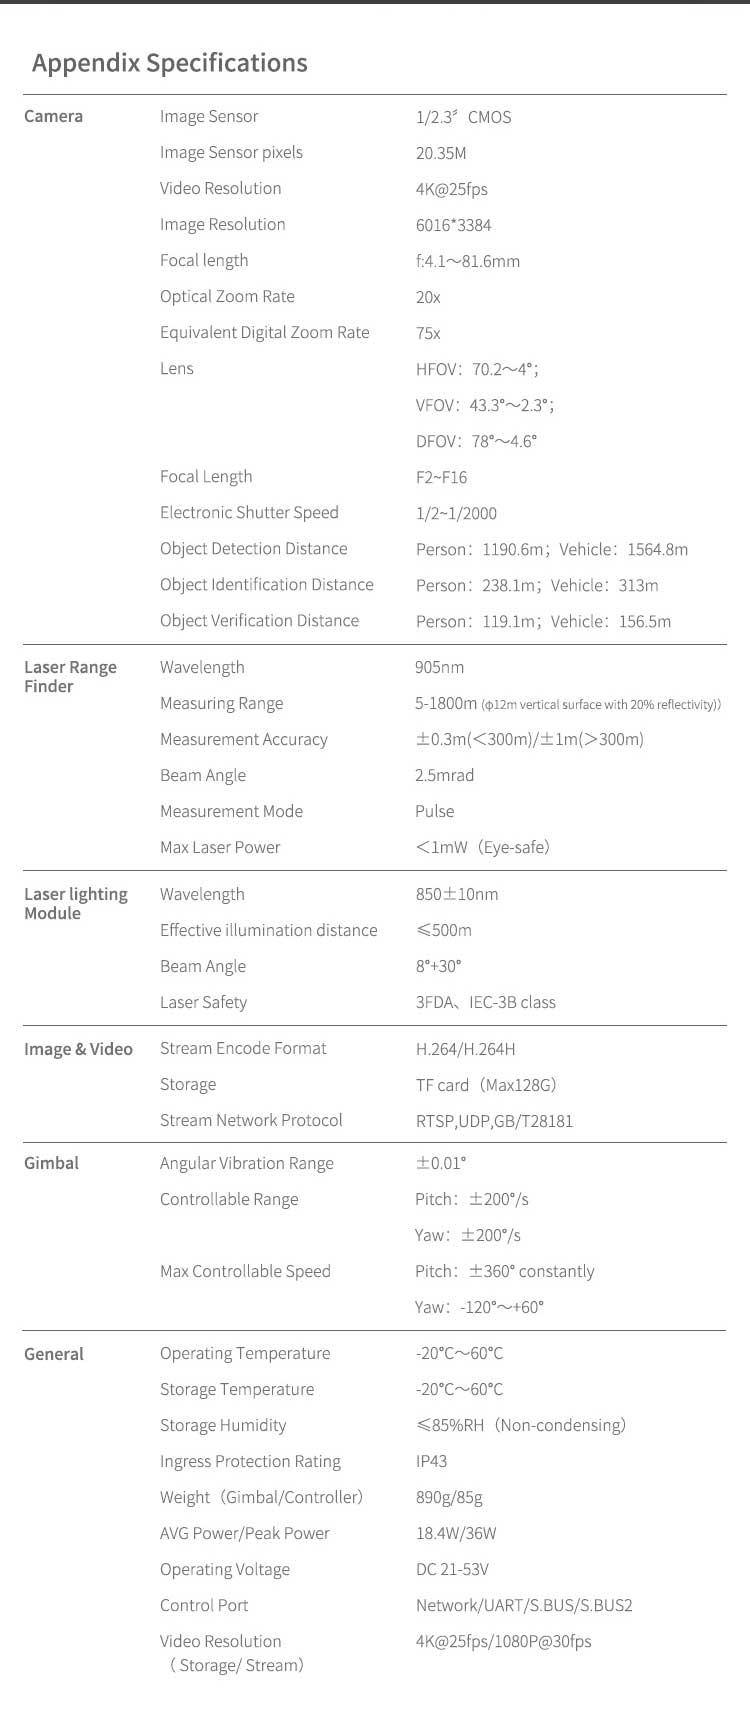 Appendix Specifications
Camera Image Sensor 1/2.3〞 CMOS
Image Sensor pixels 20.35M
Video Resolution 4K@25fps
Image Resolution 6016*3384
Focal length f:4.1～81.6mm
Optical Zoom Rate 20x
Equivalent Digital Zoom Rate 75x
Lens HFOV：70.2～4°；
VFOV：43.3°～2.3°；
DFOV：78°～4.6°
Focal Length F2~F16
Electronic Shutter Speed 1/2~1/2000
Object Detection Distance Person：1190.6m；Vehicle：1564.8m
Object Identification Distance Person：238.1m；Vehicle：313m
Object Verification Distance Person：119.1m；Vehicle：156.5m
Laser Range Wavelength 905nm
Finder
Measuring Range 5-1800m (φ12m vertical surface with 20% reflectivity)）
Measurement Accuracy ±0.3m(＜300m)/±1m(＞300m)
Beam Angle 2.5mrad
Measurement Mode Pulse
Max Laser Power ＜1mW（Eye-safe）
Laser lighting Wavelength 850±10nm
Module
Effective illumination distance ≤500m
Beam Angle 8°+30°
Laser Safety 3FDA、IEC-3B class
Image & Video Stream Encode Format H.264/H.264H
Storage TF card（Max128G）
Stream Network Protocol RTSP,UDP,GB/T28181
Gimbal Angular Vibration Range ±0.01°
Controllable Range Pitch：±200°/s
Yaw：±200°/s
Max Controllable Speed Pitch：±360° constantly
Yaw：-120°～+60°
General Operating Temperature -20°C～60°C
Storage Temperature -20°C～60°C
Storage Humidity ≤85%RH（Non-condensing）
Ingress Protection Rating IP43
Weight（Gimbal/Controller） 890g/85g
AVG Power/Peak Power 18.4W/36W
Operating Voltage DC 21-53V
Control Port Network/UART/S.BUS/S.BUS2
Video Resolution 4K@25fps/1080P@30fps
（ Storage/ Stream）